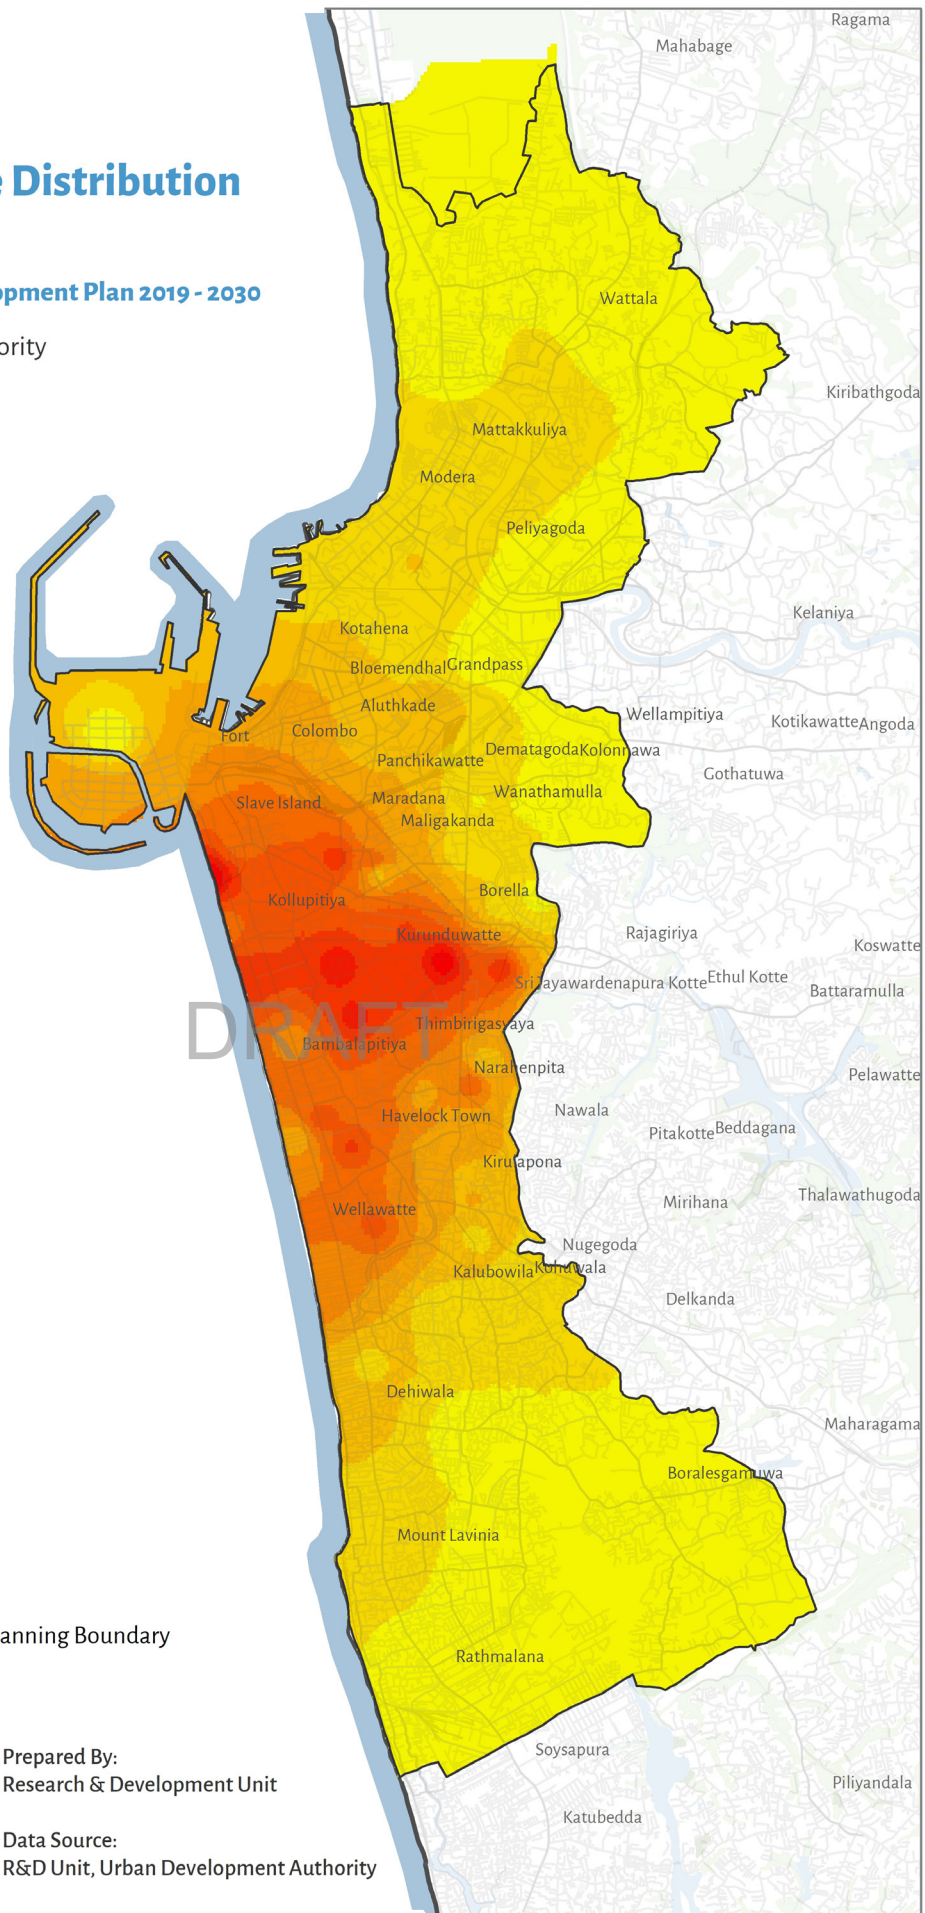 Ragama
Mahabage
e Distribution
opment Plan 2019 - 2030
Wattala
ority
Kiribathgoda
Mattakkuliya
Modera
Peliyagoda
Kelaniya
Kotahena
Bloemendhal
Grandpass
Aluthkade
Wellampitiya
Kotikawatte
Angoda
Fort
Colombo
Dematagoda
Kolonnawa
Panchikawatte
Gothatuwa
Wanathamulla
Maradana
Slave Island
Maligakanda
Borella
Kollupitiya
Kurunduwatte
Rajagiriya
Koswatte
Sri Jayawardenapura Kotte
Ethul Kotte
Battaramulla
DRAFT
Thimbirigasyaya
Bambalapitiya
Narahenpita
Pelawatte
Nawala
Havelock Town
Pitakotte
Beddagana
Kirulapona
Mirihana
Thalawathugoda
Wellawatte
Nugegoda
Kalubowila
Kohuwala
Delkanda
Dehiwala
Maharagama
Boralesgamuwa
Mount Lavinia
anning Boundary
Rathmalana
Soysapura
Prepared By:
Research & Development Unit
Piliyandala
Katubedda
Data Source:
R&D Unit, Urban Development Authority